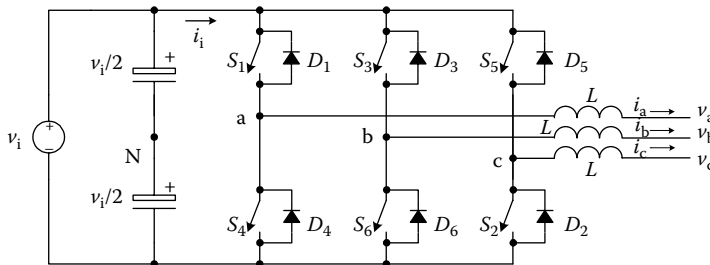 i_i
v_i/2
S_1
D_1
S_3
D_3
S_5
D_5
L
i_a
v_a
a
v_i
+
−
N
b
L
i_b
v_b
c
i_c
L
v_c
v_i/2
+
+
S_4
D_4
S_6
D_6
S_2
D_2